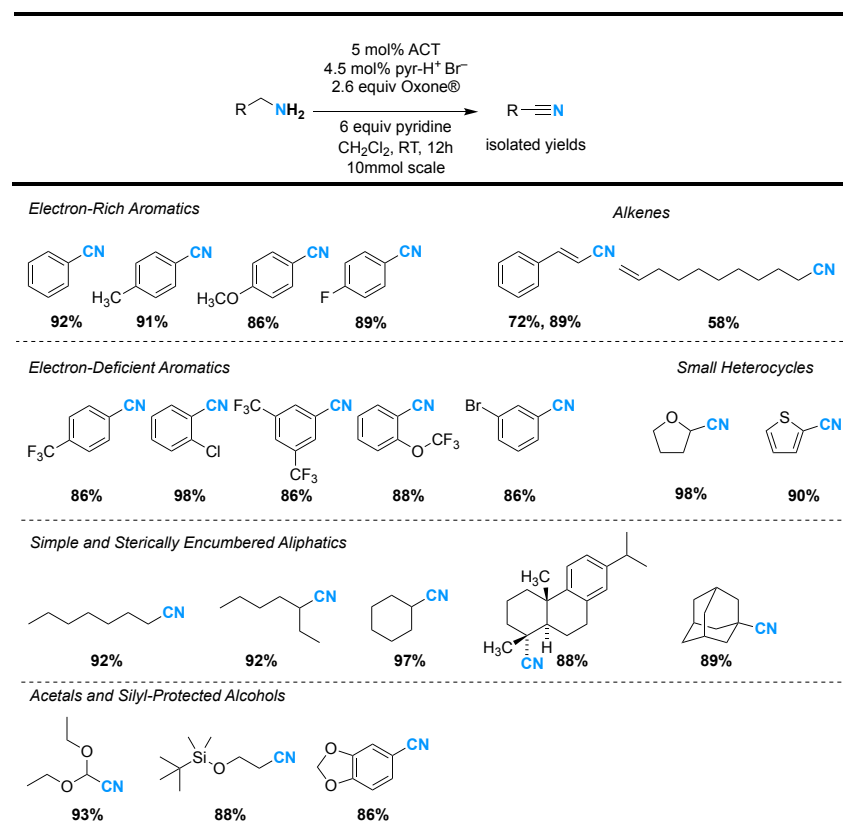 5 mol% ACT
4.5 mol% pyr-H⁺ Br⁻
2.6 equiv Oxone®
R NH₂ R N
6 equiv pyridine
CH₂Cl₂, RT, 12h
10mmol scale
isolated yields
Electron-Rich Aromatics Alkenes
CN CN CN CN CN CN
H₃C H₃CO F
92% 91% 86% 89% 72%, 89% 58%
Electron-Deficient Aromatics Small Heterocycles
CN CN F₃C CN CN Br CN O CN S CN
F₃C Cl CF₃ O CF₃
86% 98% 86% 88% 86% 98% 90%
Simple and Sterically Encumbered Aliphatics
CN CN CN H₃C CN
H₃C H
CN
92% 92% 97% 88% 89%
Acetals and Silyl-Protected Alcohols
O O CN Si O CN O O CN
93% 88% 86%